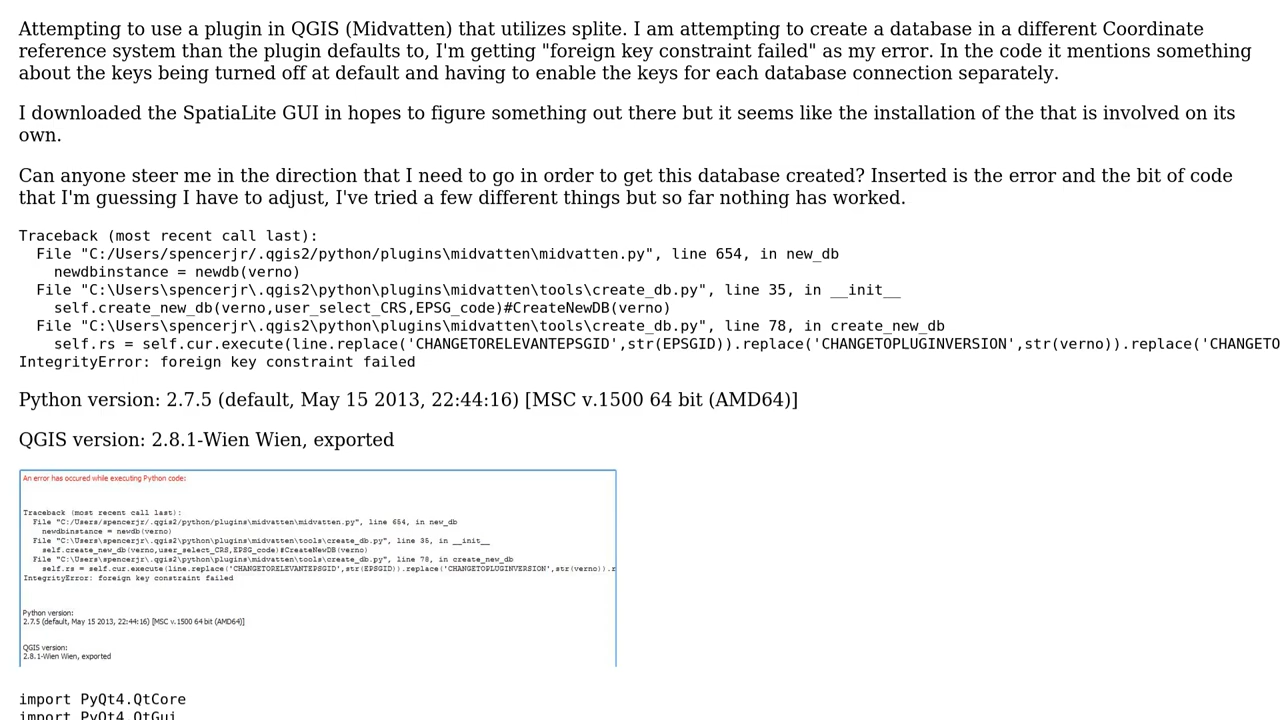 Attempting to use a plugin in QGIS (Midvatten) that utilizes splite. I am attempting to create a database in a different Coordinate
reference system than the plugin defaults to, I'm getting "foreign key constraint failed" as my error. In the code it mentions something
about the keys being turned off at default and having to enable the keys for each database connection separately.
I downloaded the SpatiaLite GUI in hopes to figure something out there but it seems like the installation of the that is involved on its
own.
Can anyone steer me in the direction that I need to go in order to get this database created? Inserted is the error and the bit of code
that I'm guessing I have to adjust, I've tried a few different things but so far nothing has worked.
Traceback (most recent call last):
  File "C:/Users/spencerjr/.qgis2/python/plugins\midvatten\midvatten.py", line 654, in new_db
    newdbinstance = newdb(verno)
  File "C:\Users\spencerjr\.qgis2\python\plugins\midvatten\tools\create_db.py", line 35, in __init__
    self.create_new_db(verno,user_select_CRS,EPSG_code)#CreateNewDB(verno)
  File "C:\Users\spencerjr\.qgis2\python\plugins\midvatten\tools\create_db.py", line 78, in create_new_db
    self.rs = self.cur.execute(line.replace('CHANGETORELEVANTEPSGID',str(EPSGID)).replace('CHANGETOPLUGINVERSION',str(verno)).replace('CHANGETO
IntegrityError: foreign key constraint failed
Python version: 2.7.5 (default, May 15 2013, 22:44:16) [MSC v.1500 64 bit (AMD64)]
QGIS version: 2.8.1-Wien Wien, exported
An error has occured while executing Python code:
Traceback (most recent call last):
  File "C:/Users/spencerjr/.qgis2/python/plugins\midvatten\midvatten.py", line 654, in new_db
    newdbinstance = newdb(verno)
  File "C:\Users\spencerjr\.qgis2\python\plugins\midvatten\tools\create_db.py", line 35, in __init__
    self.create_new_db(verno,user_select_CRS,EPSG_code)#CreateNewDB(verno)
  File "C:\Users\spencerjr\.qgis2\python\plugins\midvatten\tools\create_db.py", line 78, in create_new_db
    self.rs = self.cur.execute(line.replace('CHANGETORELEVANTEPSGID',str(EPSGID)).replace('CHANGETOPLUGINVERSION',str(verno)).r
IntegrityError: foreign key constraint failed
Python version:
2.7.5 (default, May 15 2013, 22:44:16) [MSC v.1500 64 bit (AMD64)]
QGIS version:
2.8.1-Wien Wien, exported
import PyQt4.QtCore
import PyQt4.QtGui